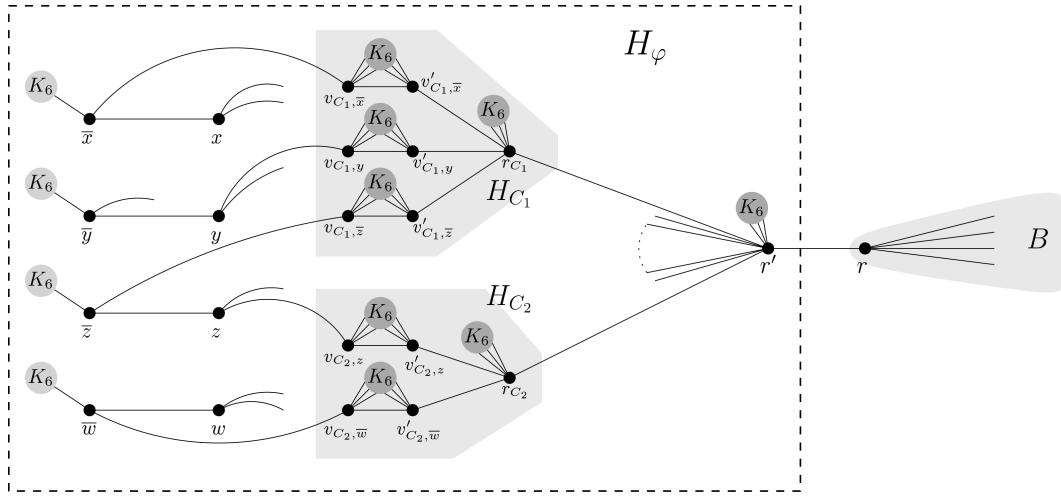 H_φ
K_6
K_6
v_{C_1,x̄}
v'_{C_1,x̄}
x̄
x
K_6
K_6
v_{C_1,y}
v'_{C_1,y}
r_{C_1}
K_6
K_6
v_{C_1,z̄}
v'_{C_1,z̄}
H_{C_1}
ȳ
y
K_6
r'
r
B
K_6
H_{C_2}
z̄
z
K_6
v_{C_2,z}
v'_{C_2,z}
K_6
r_{C_2}
K_6
K_6
w̄
w
v_{C_2,w̄}
v'_{C_2,w̄}